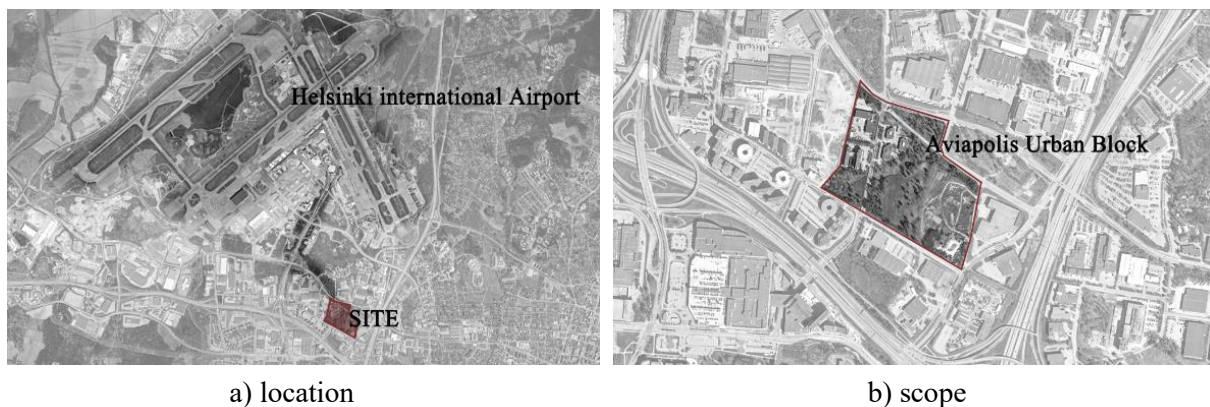 Helsinki international Airport
SITE
Aviapolis Urban Block
a) location
b) scope